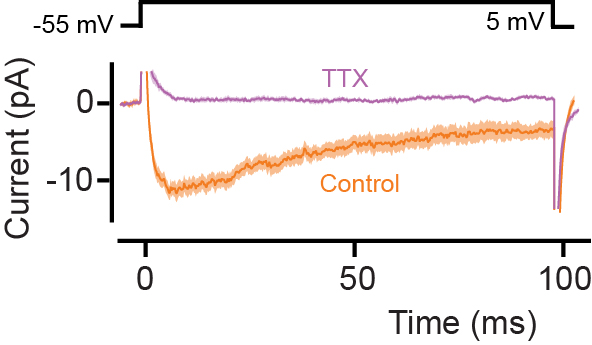 -55 mV
5 mV
TTX
Control
Current (pA)
0
-10
0
50
100
Time (ms)